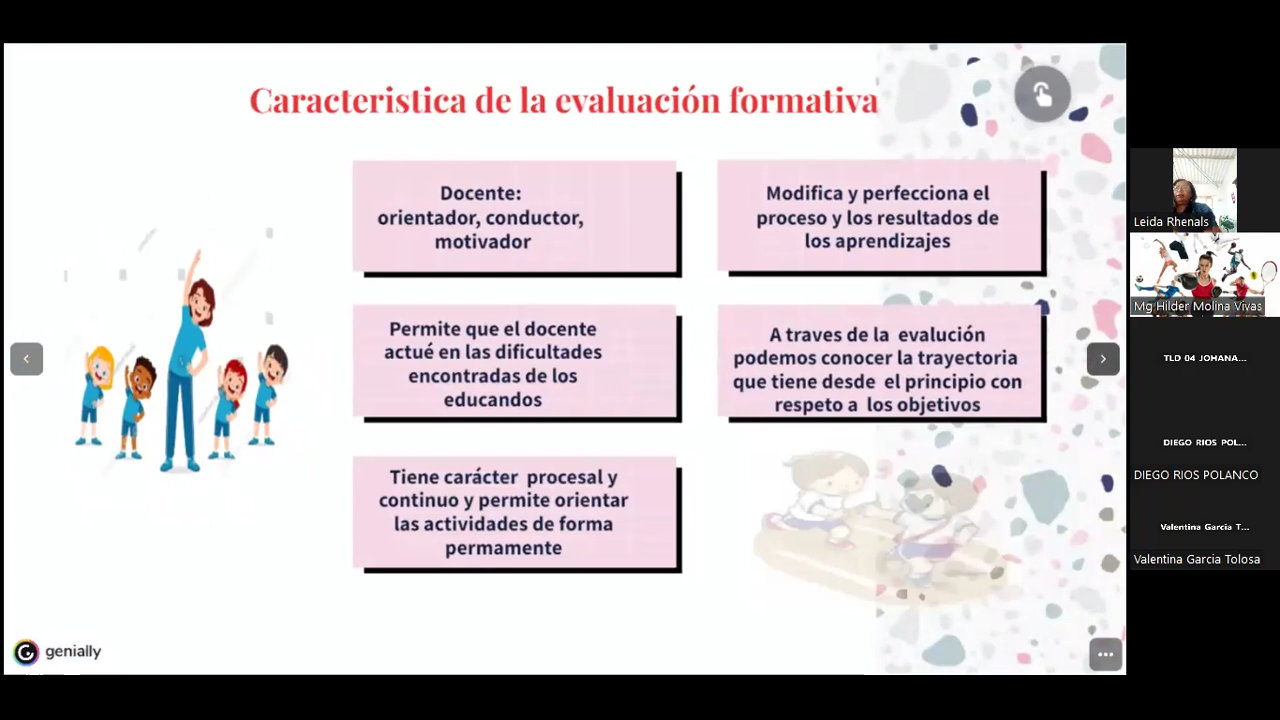 Caracteristica de la evaluación formativa
Docente:
orientador, conductor,
motivador
Modifica y perfecciona el
proceso y los resultados de
los aprendizajes
Permite que el docente
actué en las dificultades
encontradas de los
educandos
A traves de la evalución
podemos conocer la trayectoria
que tiene desde el principio con
respeto a los objetivos
Tiene carácter procesal y
continuo y permite orientar
las actividades de forma
permamente
genially
Leida Rhenals
Mg Hilder Molina Vivas
TLD 04 JOHANA...
DIEGO RIOS POL...
DIEGO RIOS POLANCO
Valentina Garcia T...
Valentina Garcia Tolosa